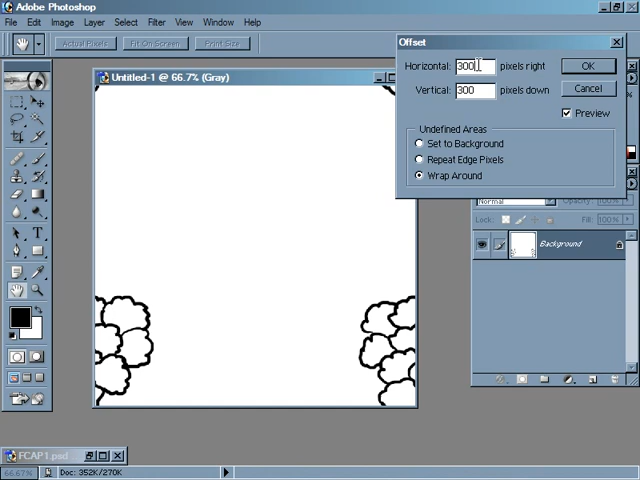 Adobe Photoshop
File Edit Image Layer Select Filter View Window Help
Actual Pixels Fit On Screen Print Size
Offset
Horizontal: 300 pixels right OK
Vertical: 300 pixels down Cancel
Preview
Undefined Areas
Set to Background
Repeat Edge Pixels
Wrap Around
Untitled-1 @ 66.7% (Gray)
Normal Opacity: 100%
Lock: Fill: 100%
Background
FCAP1.psd
66.67% Doc: 352K/270K